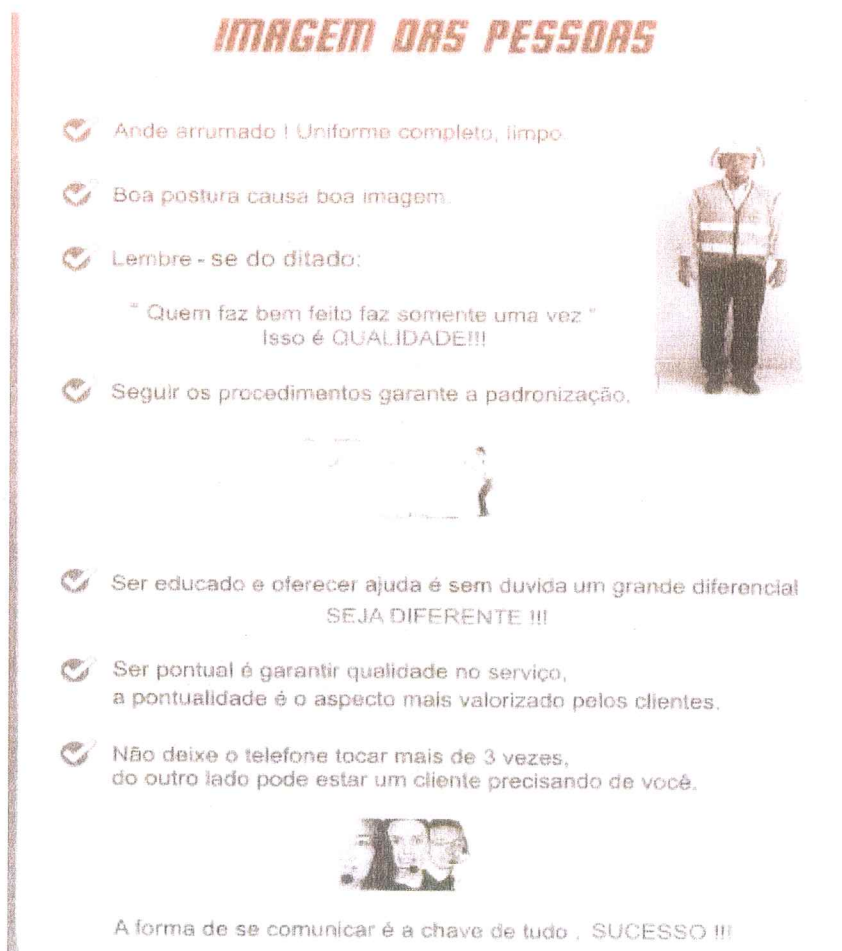 IMAGEM DAS PESSOAS
Ande arrumado ! Uniforme completo, limpo.
Boa postura causa boa imagem.
Lembre - se do ditado:
" Quem faz bem feito faz somente uma vez "
Isso é QUALIDADE!!!
Seguir os procedimentos garante a padronização.
Ser educado e oferecer ajuda é sem duvida um grande diferencial
SEJA DIFERENTE !!!
Ser pontual é garantir qualidade no serviço,
a pontualidade é o aspecto mais valorizado pelos clientes.
Não deixe o telefone tocar mais de 3 vezes,
do outro lado pode estar um cliente precisando de você.
A forma de se comunicar é a chave de tudo . SUCESSO !!!